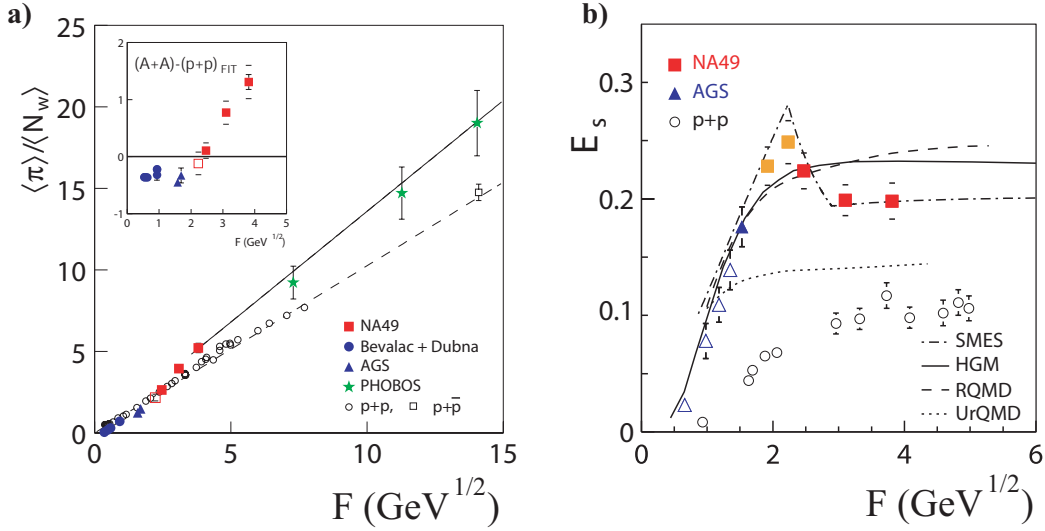 a)
25
20
15
10
5
0
0
5
10
15
⟨π⟩/⟨N_w⟩
F (GeV^1/2)
(A+A)-(p+p)_FIT
2
1
0
-1
0
1
2
3
4
5
F (GeV^1/2)
NA49
Bevalac + Dubna
AGS
PHOBOS
p+p, p+p̅
b)
0.3
0.2
0.1
0
0
2
4
6
E_s
F (GeV^1/2)
NA49
AGS
p+p
SMES
HGM
RQMD
UrQMD